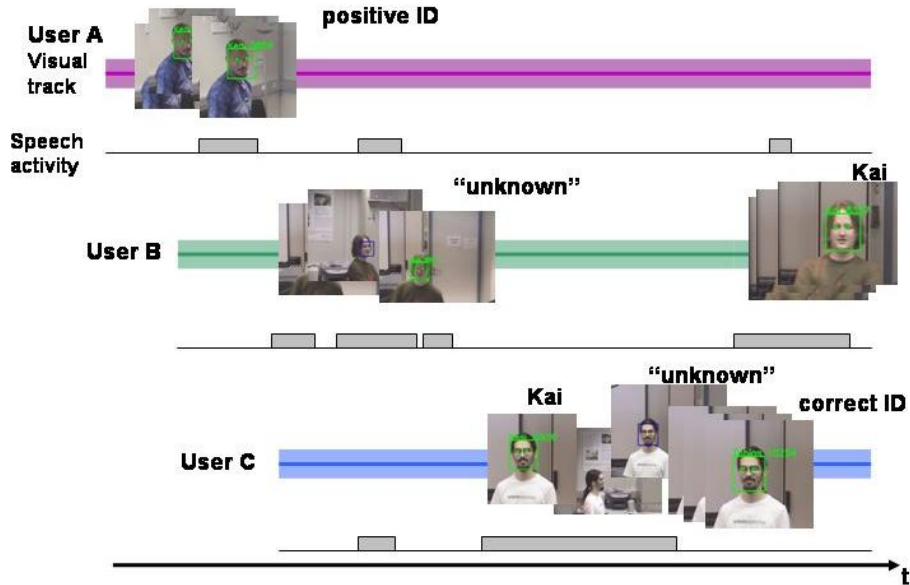 positive ID
User A
Visual
track
Speech
activity
“unknown”
Kai
User B
“unknown”
Kai
correct ID
User C
t